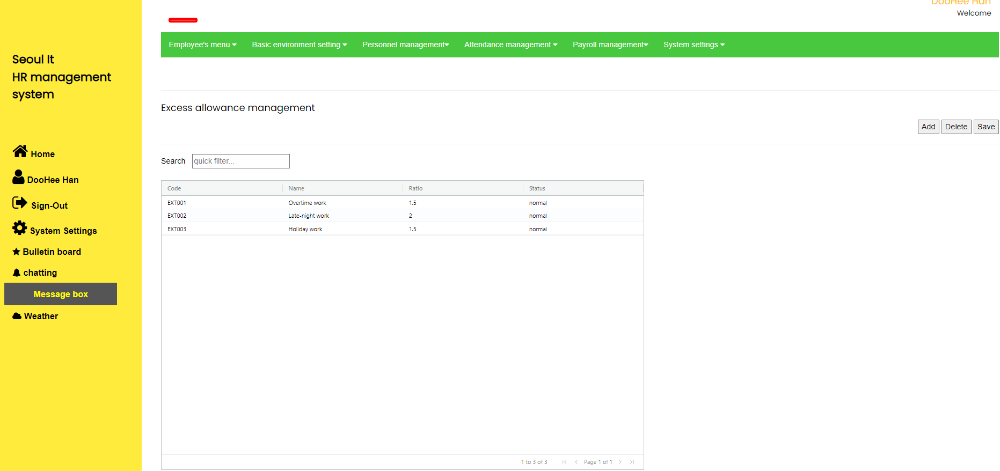 DooHee Han
Welcome
Seoul It
HR management
system
Home
DooHee Han
Sign-Out
System Settings
Bulletin board
chatting
Message box
Weather
Employee's menu
Basic environment setting
Personnel management
Attendance management
Payroll management
System settings
Excess allowance management
Add Delete Save
Search quick filter...
Code Name Ratio Status
EXT001 Overtime work 1.5 normal
EXT002 Late-night work 2 normal
EXT003 Holiday work 1.5 normal
1 to 3 of 3 Page 1 of 1